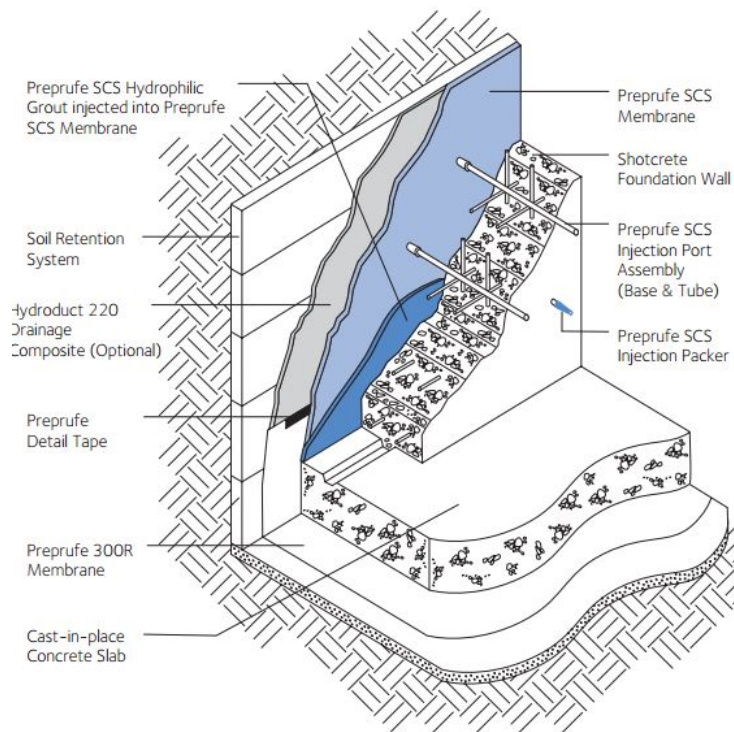 Preprufe SCS Hydrophilic
Grout injected into Preprufe
SCS Membrane
Soil Retention
System
Hydroduct 220
Drainage
Composite (Optional)
Preprufe
Detail Tape
Preprufe 300R
Membrane
Cast-in-place
Concrete Slab
Preprufe SCS
Membrane
Shotcrete
Foundation Wall
Preprufe SCS
Injection Port
Assembly
(Base & Tube)
Preprufe SCS
Injection Packer